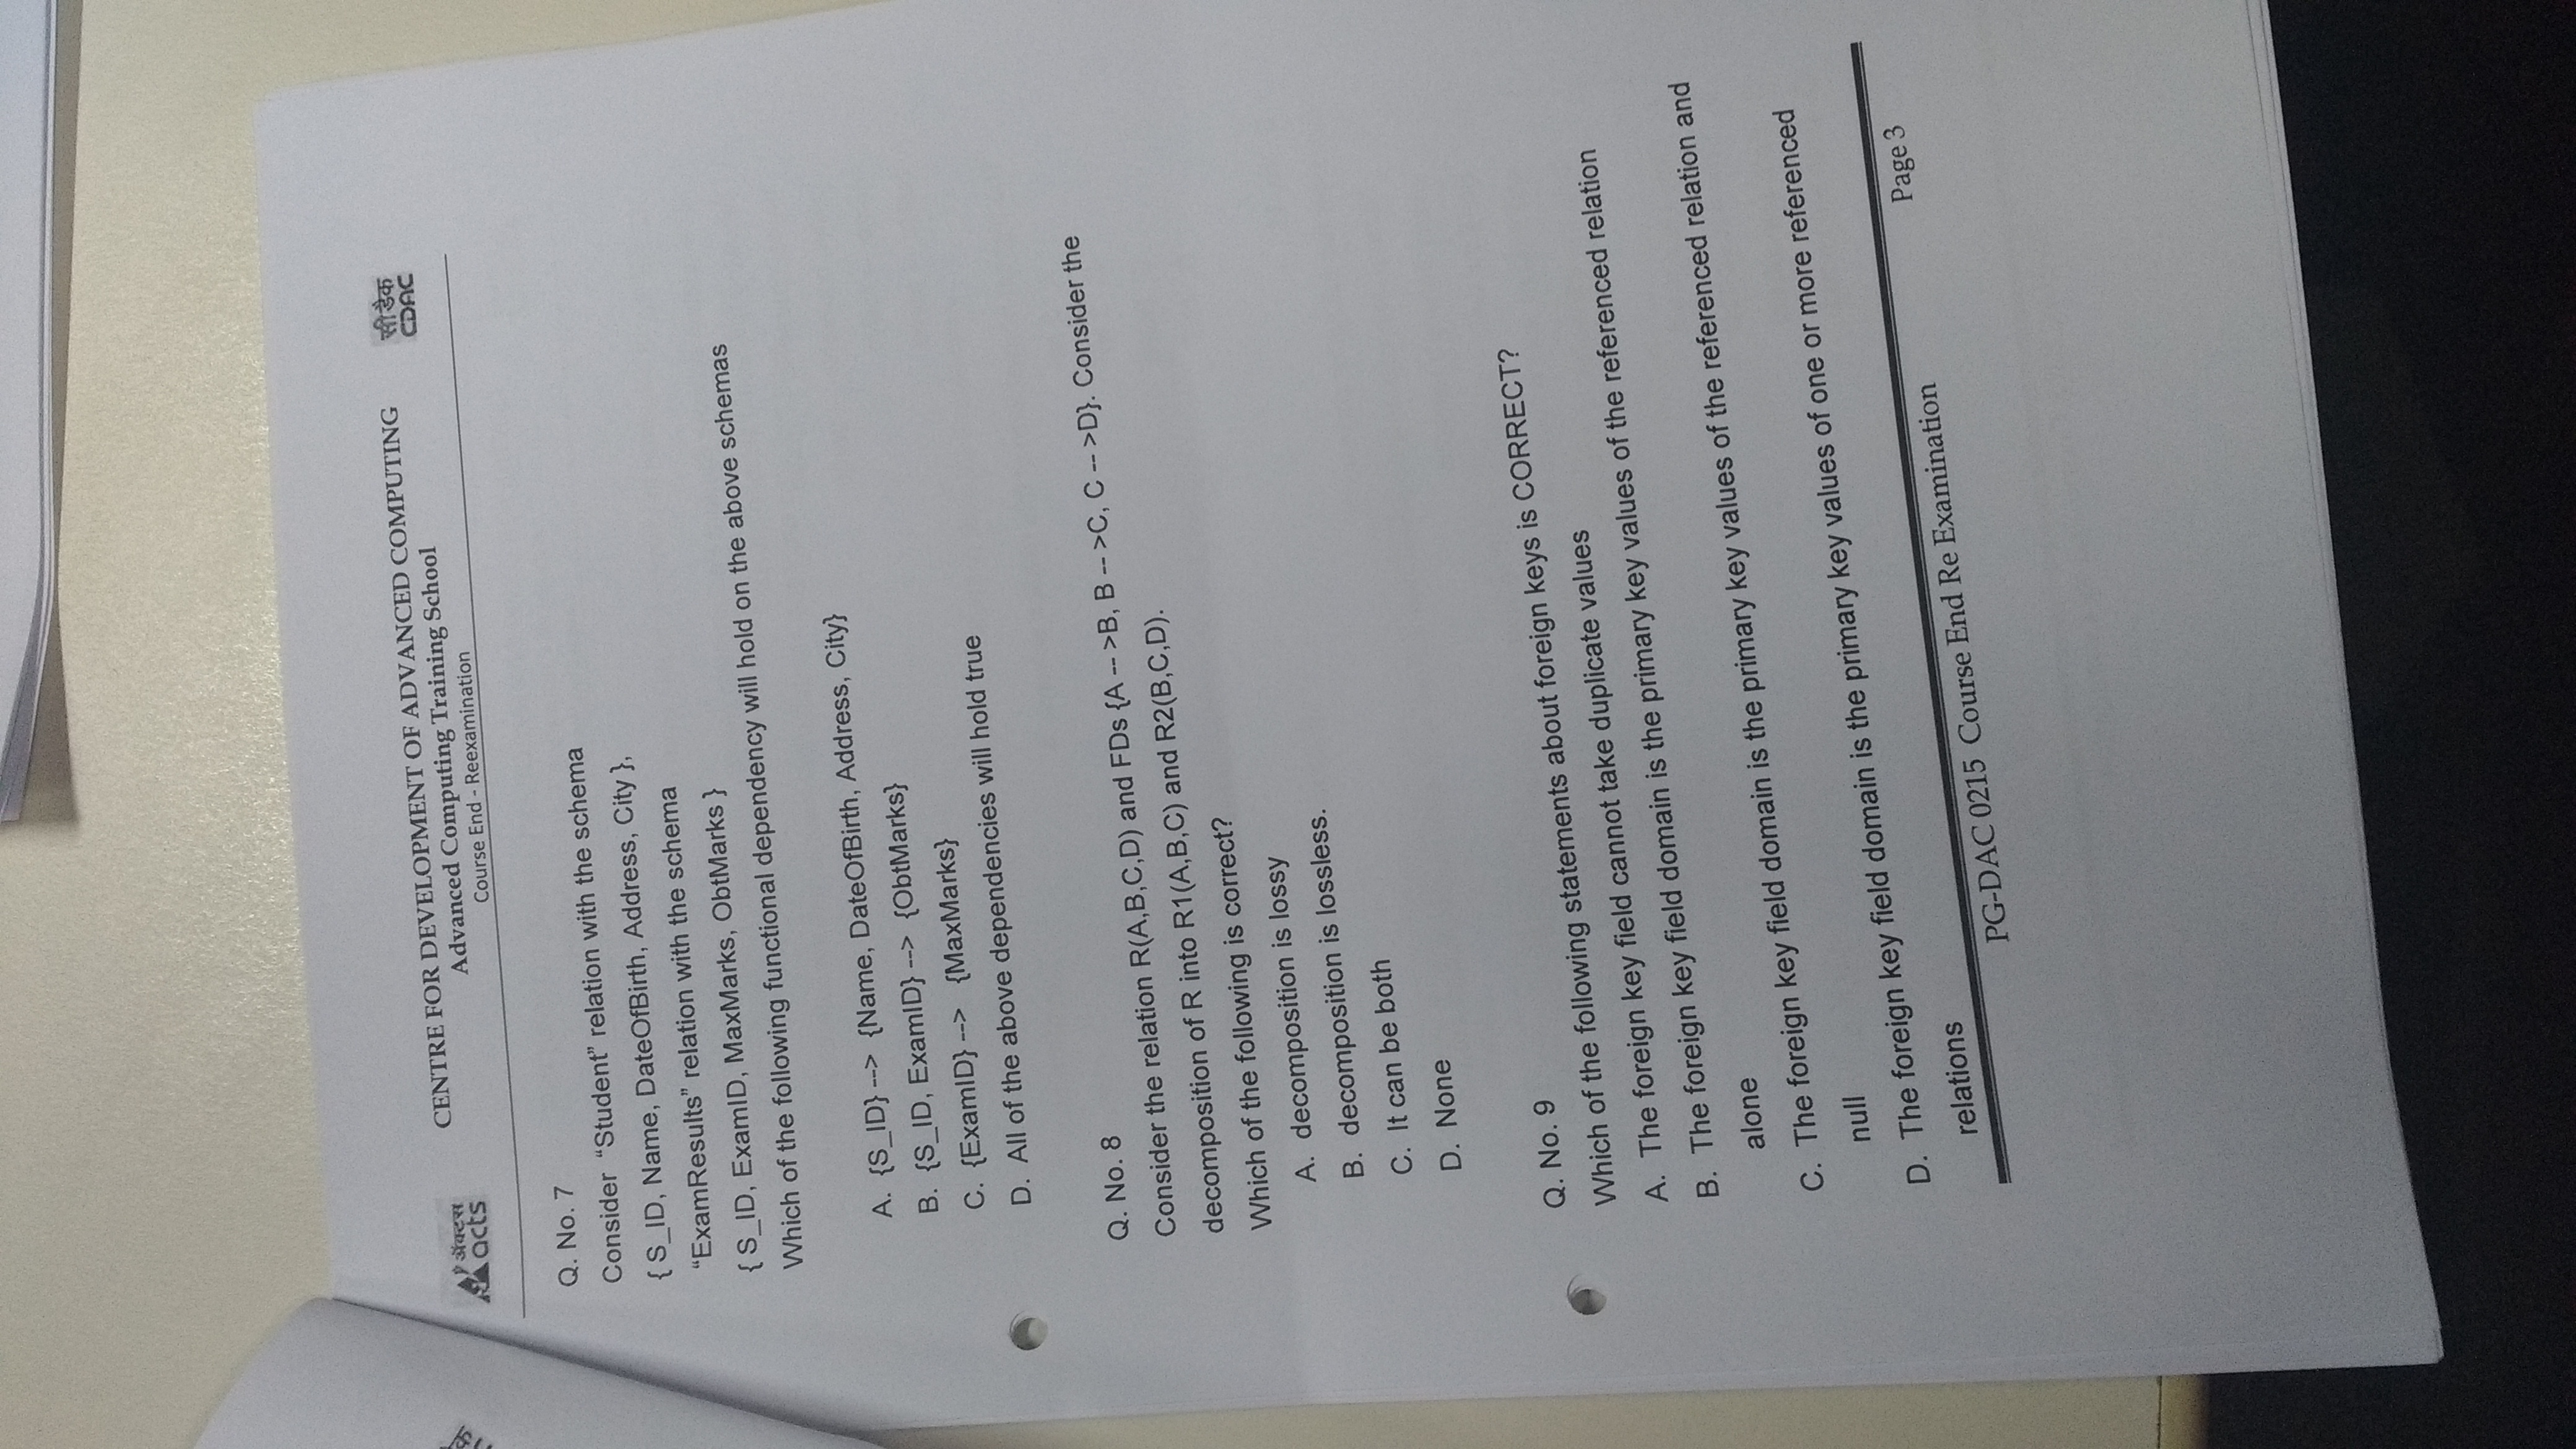 अ‍ॅक्टस
acts
CENTRE FOR DEVELOPMENT OF ADVANCED COMPUTING
Advanced Computing Training School
Course End - Reexamination
सीडैक
CDAC
Q. No. 7
Consider “Student” relation with the schema
{ S_ID, Name, DateOfBirth, Address, City },
“ExamResults” relation with the schema
{ S_ID, ExamID, MaxMarks, ObtMarks }
Which of the following functional dependency will hold on the above schemas
A. {S_ID} --> {Name, DateOfBirth, Address, City}
B. {S_ID, ExamID} --> {ObtMarks}
C. {ExamID} --> {MaxMarks}
D. All of the above dependencies will hold true
Q. No. 8
Consider the relation R(A,B,C,D) and FDs {A -- >B, B -- >C, C -- >D}. Consider the
decomposition of R into R1(A,B,C) and R2(B,C,D).
Which of the following is correct?
A. decomposition is lossy
B. decomposition is lossless.
C. It can be both
D. None
Q. No. 9
Which of the following statements about foreign keys is CORRECT?
A. The foreign key field cannot take duplicate values
B. The foreign key field domain is the primary key values of the referenced relation
alone
C. The foreign key field domain is the primary key values of the referenced relation and
null
D. The foreign key field domain is the primary key values of one or more referenced
relations
PG-DAC 0215 Course End Re Examination
Page 3